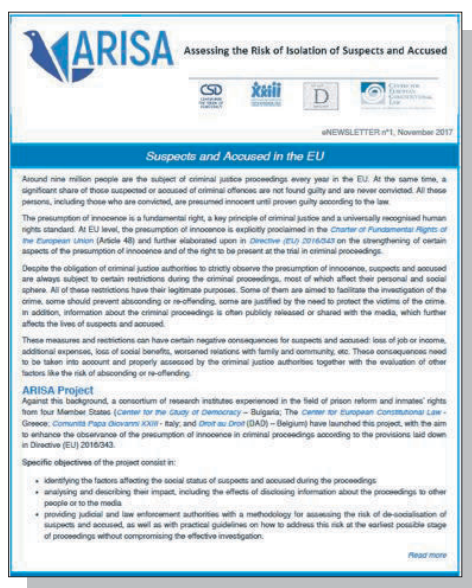 ARISA Assessing the Risk of Isolation of Suspects and Accused
CSD
xxiii
D
CENTRE FOR
EUROPEAN
CONSTITUTIONAL
LAW
eNEWSLETTER nº1, November 2017
Suspects and Accused in the EU
Around nine million people are the subject of criminal justice proceedings every year in the EU. At the same time, a
significant share of those suspected or accused of criminal offences are not found guilty and are never convicted. All these
persons, including those who are convicted, are presumed innocent until proven guilty according to the law.
The presumption of innocence is a fundamental right, a key principle of criminal justice and a universally recognised human
rights standard. At EU level, the presumption of innocence is explicitly proclaimed in the Charter of Fundamental Rights of
the European Union (Article 48) and further elaborated upon in Directive (EU) 2016/343 on the strengthening of certain
aspects of the presumption of innocence and of the right to be present at the trial in criminal proceedings.
Despite the obligation of criminal justice authorities to strictly observe the presumption of innocence, suspects and accused
are always subject to certain restrictions during the criminal proceedings, most of which affect their personal and social
sphere. All of these restrictions have their legitimate purposes. Some of them are aimed to facilitate the investigation of the
crime, some should prevent absconding or re-offending, some are justified by the need to protect the victims of the crime.
In addition, information about the criminal proceedings is often publicly released or shared with the media, which further
affects the lives of suspects and accused.
These measures and restrictions can have certain negative consequences for suspects and accused: loss of job or income,
additional expenses, loss of social benefits, worsened relations with family and community, etc. These consequences need
to be taken into account and properly assessed by the criminal justice authorities together with the evaluation of other
factors like the risk of absconding or re-offending.
ARISA Project
Against this background, a consortium of research institutes experienced in the field of prison reform and inmates' rights
from four Member States (Center for the Study of Democracy – Bulgaria; The Center for European Constitutional Law -
Greece; Comunità Papa Giovanni XXIII - Italy; and Droit au Droit (DAD) – Belgium) have launched this project, with the aim
to enhance the observance of the presumption of innocence in criminal proceedings according to the provisions laid down
in Directive (EU) 2016/343.
Specific objectives of the project consist in:
• identifying the factors affecting the social status of suspects and accused during the proceedings
• analysing and describing their impact, including the effects of disclosing information about the proceedings to other
people or to the media
• providing judicial and law enforcement authorities with a methodology for assessing the risk of de-socialisation of
suspects and accused, as well as with practical guidelines on how to address this risk at the earliest possible stage
of proceedings without compromising the effective investigation.
Read more